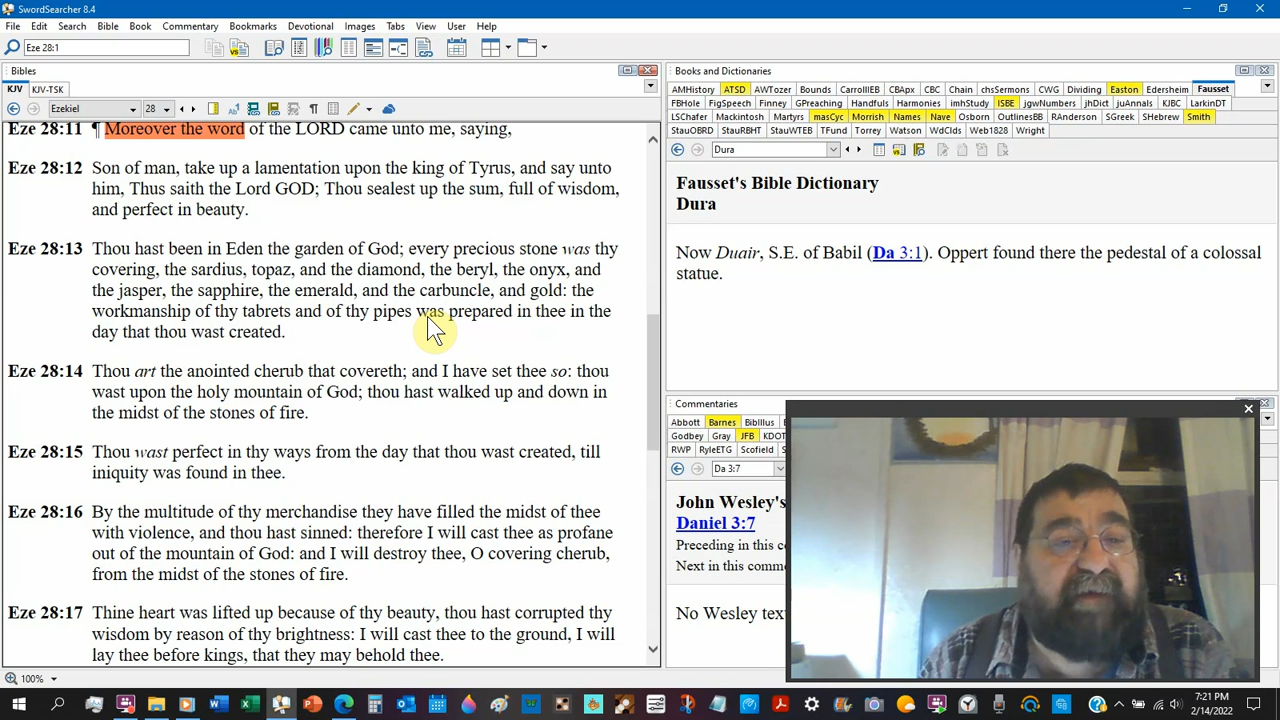 SwordSearcher 8.4
File Edit Search Bible Book Commentary Bookmarks Devotional Images Tabs View User Help
Eze 28:1
Bibles
KJV KJV-TSK
Ezekiel 28
Eze 28:11 ¶ Moreover the word of the LORD came unto me, saying,
Eze 28:12 Son of man, take up a lamentation upon the king of Tyrus, and say unto
him, Thus saith the Lord GOD; Thou sealest up the sum, full of wisdom,
and perfect in beauty.
Eze 28:13 Thou hast been in Eden the garden of God; every precious stone was thy
covering, the sardius, topaz, and the diamond, the beryl, the onyx, and
the jasper, the sapphire, the emerald, and the carbuncle, and gold: the
workmanship of thy tabrets and of thy pipes was prepared in thee in the
day that thou wast created.
Eze 28:14 Thou art the anointed cherub that covereth; and I have set thee so: thou
wast upon the holy mountain of God; thou hast walked up and down in
the midst of the stones of fire.
Eze 28:15 Thou wast perfect in thy ways from the day that thou wast created, till
iniquity was found in thee.
Eze 28:16 By the multitude of thy merchandise they have filled the midst of thee
with violence, and thou hast sinned: therefore I will cast thee as profane
out of the mountain of God: and I will destroy thee, O covering cherub,
from the midst of the stones of fire.
Eze 28:17 Thine heart was lifted up because of thy beauty, thou hast corrupted thy
wisdom by reason of thy brightness: I will cast thee to the ground, I will
lay thee before kings, that they may behold thee.
100%
Books and Dictionaries
AMHistory ATSD AWTozer Bounds CarrollIEB CApx CBC Chain chsSermons CWG Dividing Easton Edersheim Fausset
FBHole FigSpeech Finney GPreaching Handfuls Harmonies imhStudy ISBE jgwNumbers jhDict juAnnals KJBC LarkinDT
LSChafer Mackintosh Martyrs masCyc Morrish Names Nave Osborn Pilgrim RAnderson SGreek SHebrew Smith
StauOBRD StauRBHT StauWTEB TFund Torrey Watson WdClds Web1828 Wright
Dura
Fausset's Bible Dictionary
Dura
Now Duair, S.E. of Babil (Da 3:1). Oppert found there the pedestal of a colossal
statue.
Commentaries
Abbott Barnes BibIllus
Godbey Gray JFB KDOT
RWP RyleETG Scofield
Da 3:7
John Wesley's
Daniel 3:7
Preceding in this
Next in this
No Wesley
7:21 PM
2/14/2022